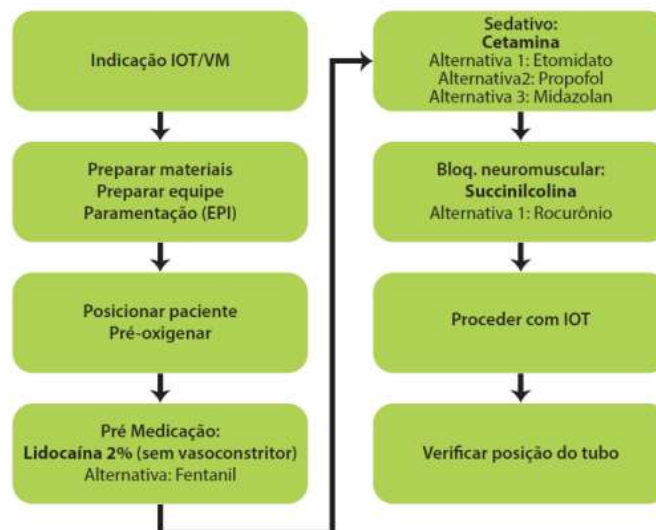 Indicação IOT/VM
Preparar materiais
Preparar equipe
Paramentação (EPI)
Posicionar paciente
Pré-oxigenar
Pré Medicação:
Lidocaína 2% (sem vasoconstritor)
Alternativa: Fentanil
Sedativo:
Cetamina
Alternativa 1: Etomidato
Alternativa2: Propofol
Alternativa 3: Midazolan
Bloq. neuromuscular:
Succinilcolina
Alternativa 1: Rocurônio
Proceder com IOT
Verificar posição do tubo